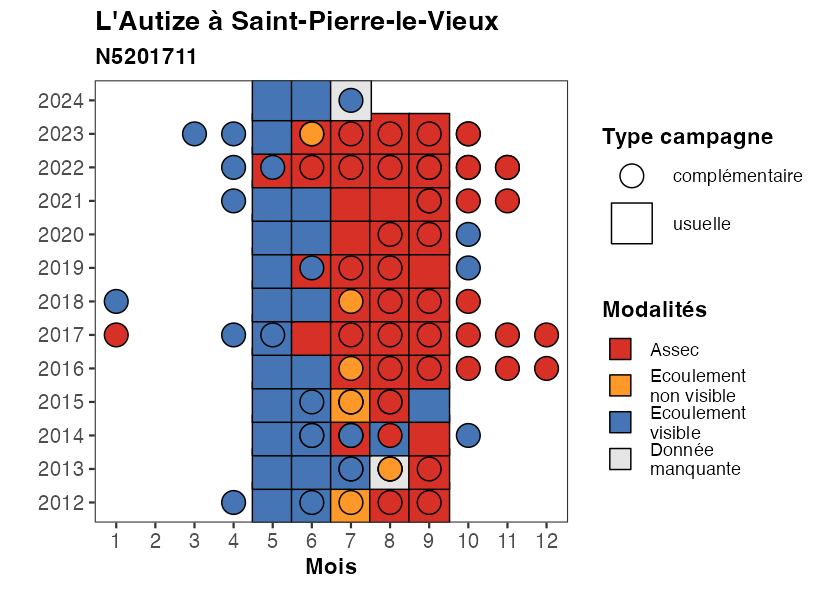 L'Autize à Saint-Pierre-le-Vieux
N5201711
2024
2023
2022
2021
2020
2019
2018
2017
2016
2015
2014
2013
2012
1 2 3 4 5 6 7 8 9 10 11 12
Mois
Type campagne
complémentaire
usuelle
Modalités
Assec
Ecoulement
non visible
Ecoulement
visible
Donnée
manquante